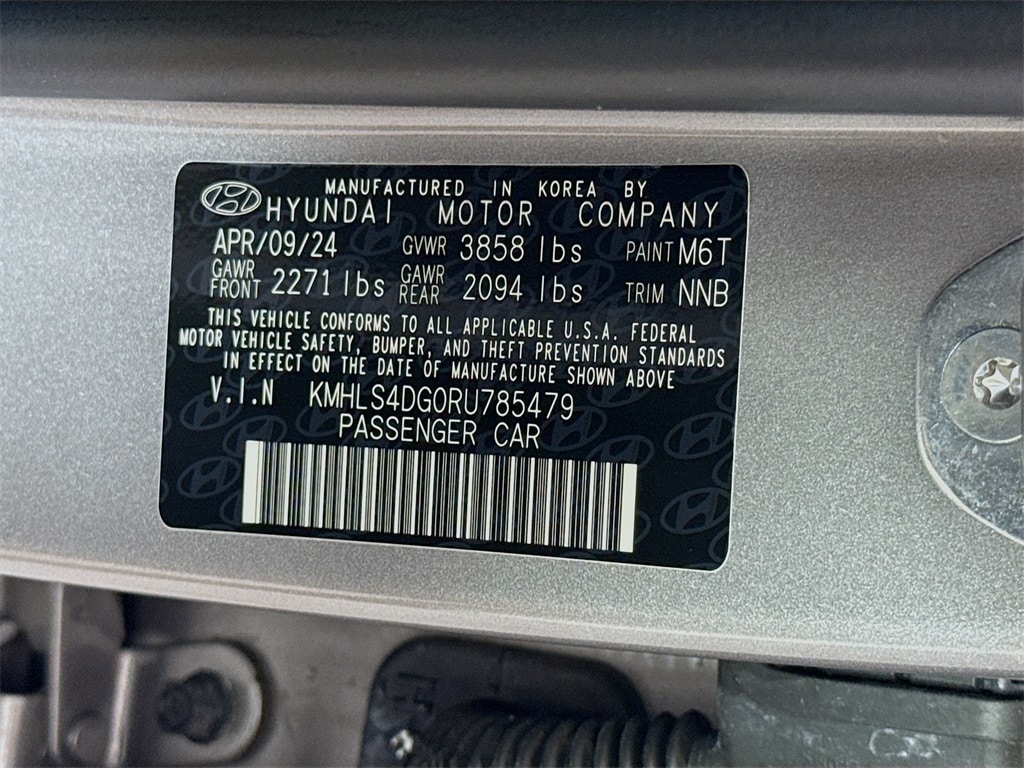 MANUFACTURED IN KOREA BY
HYUNDAI MOTOR COMPANY
APR/09/24 GVWR 3858 lbs PAINT M6T
GAWR FRONT 2271 lbs GAWR REAR 2094 lbs TRIM NNB
THIS VEHICLE CONFORMS TO ALL APPLICABLE U.S.A. FEDERAL
MOTOR VEHICLE SAFETY, BUMPER, AND THEFT PREVENTION STANDARDS
IN EFFECT ON THE DATE OF MANUFACTURE SHOWN ABOVE
V.I.N KMHLS4DG0RU785479
PASSENGER CAR